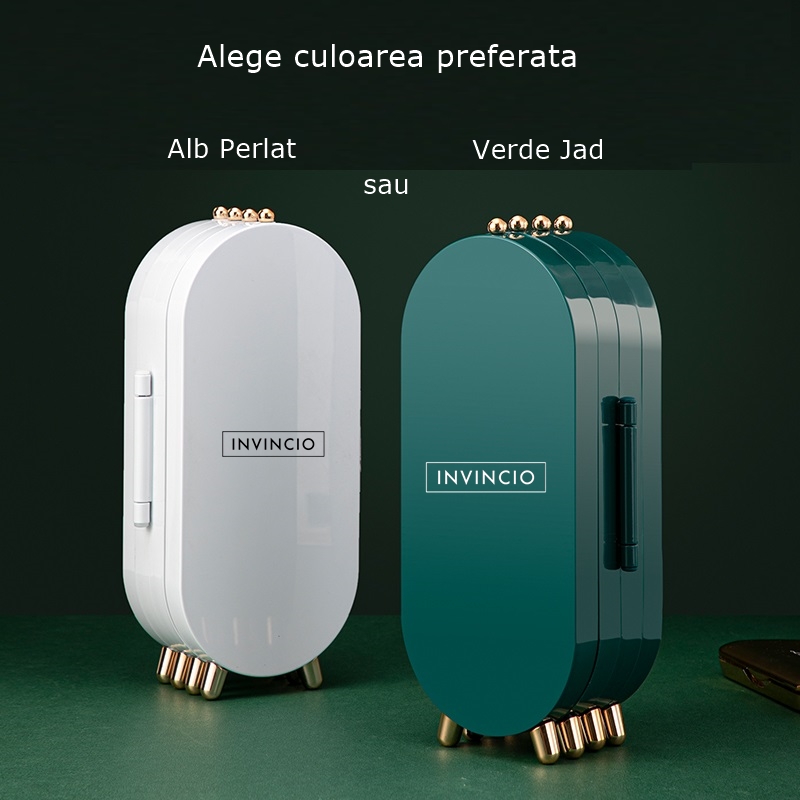 Alege culoarea preferata
Alb Perlat
Verde Jad
sau
INVINCIO
INVINCIO